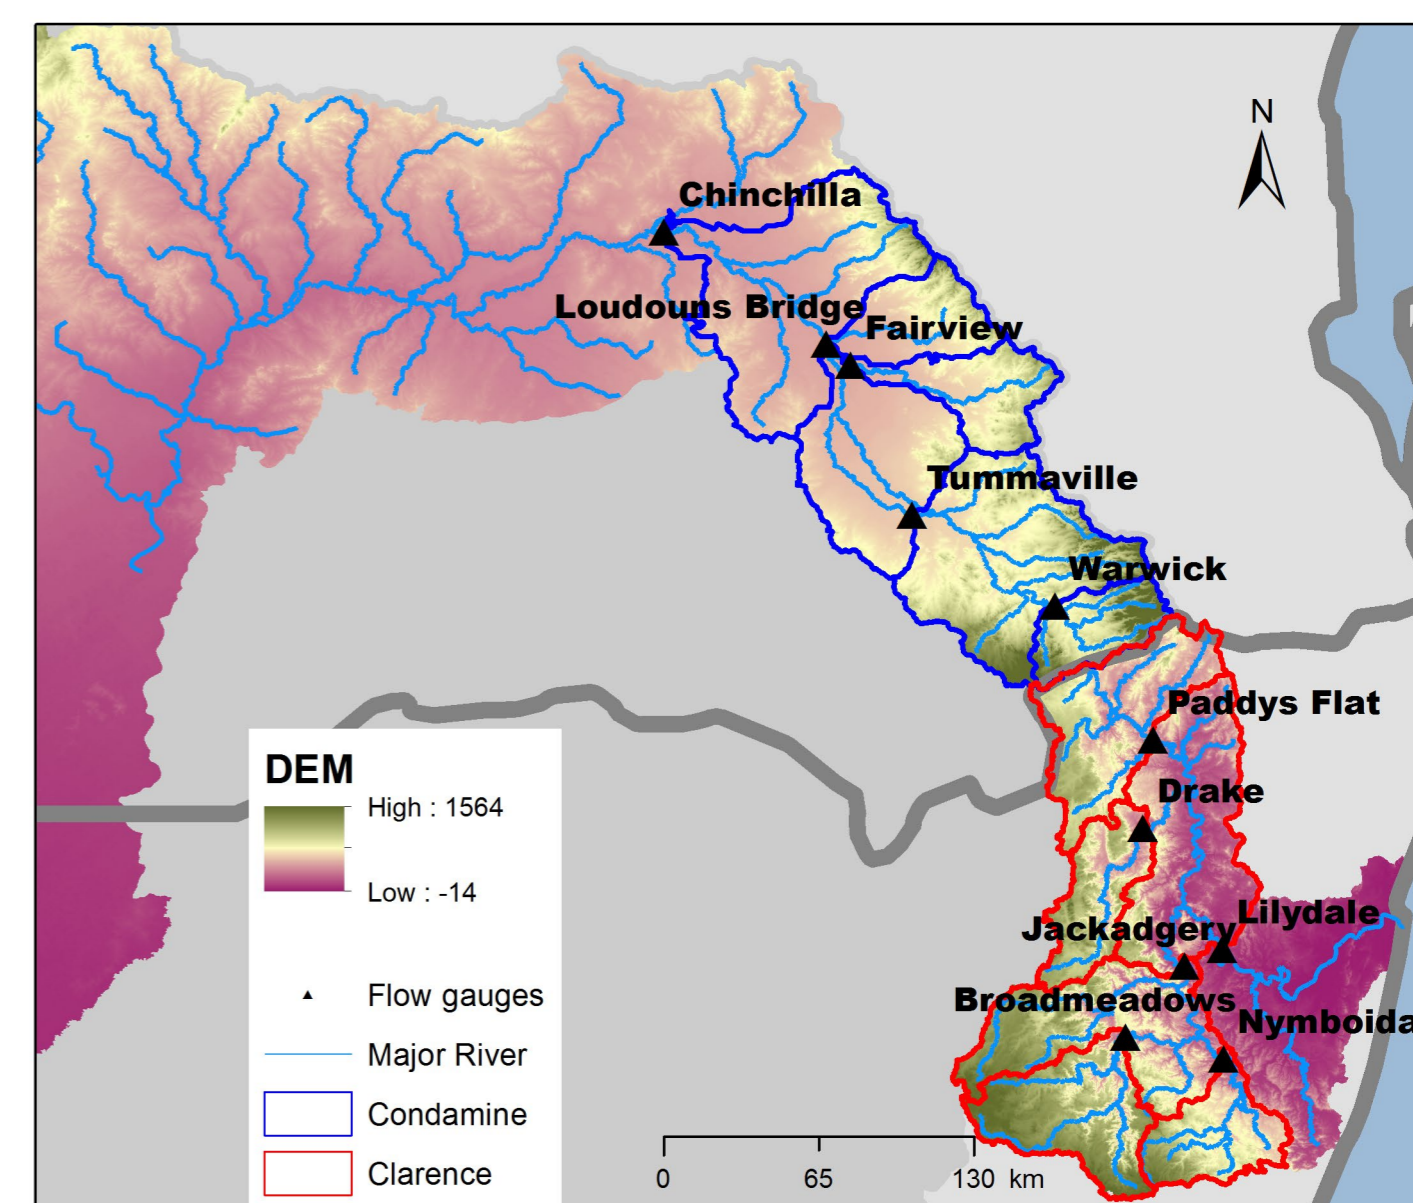 N
Chinchilla
Loudouns Bridge
Fairview
Tummaville
Warwick
Paddys Flat
Drake
Lilydale
Jackadgery
Broadmeadows
Nymboida
DEM
High : 1564
Low : -14
Flow gauges
Major River
Condamine
Clarence
0 65 130 km